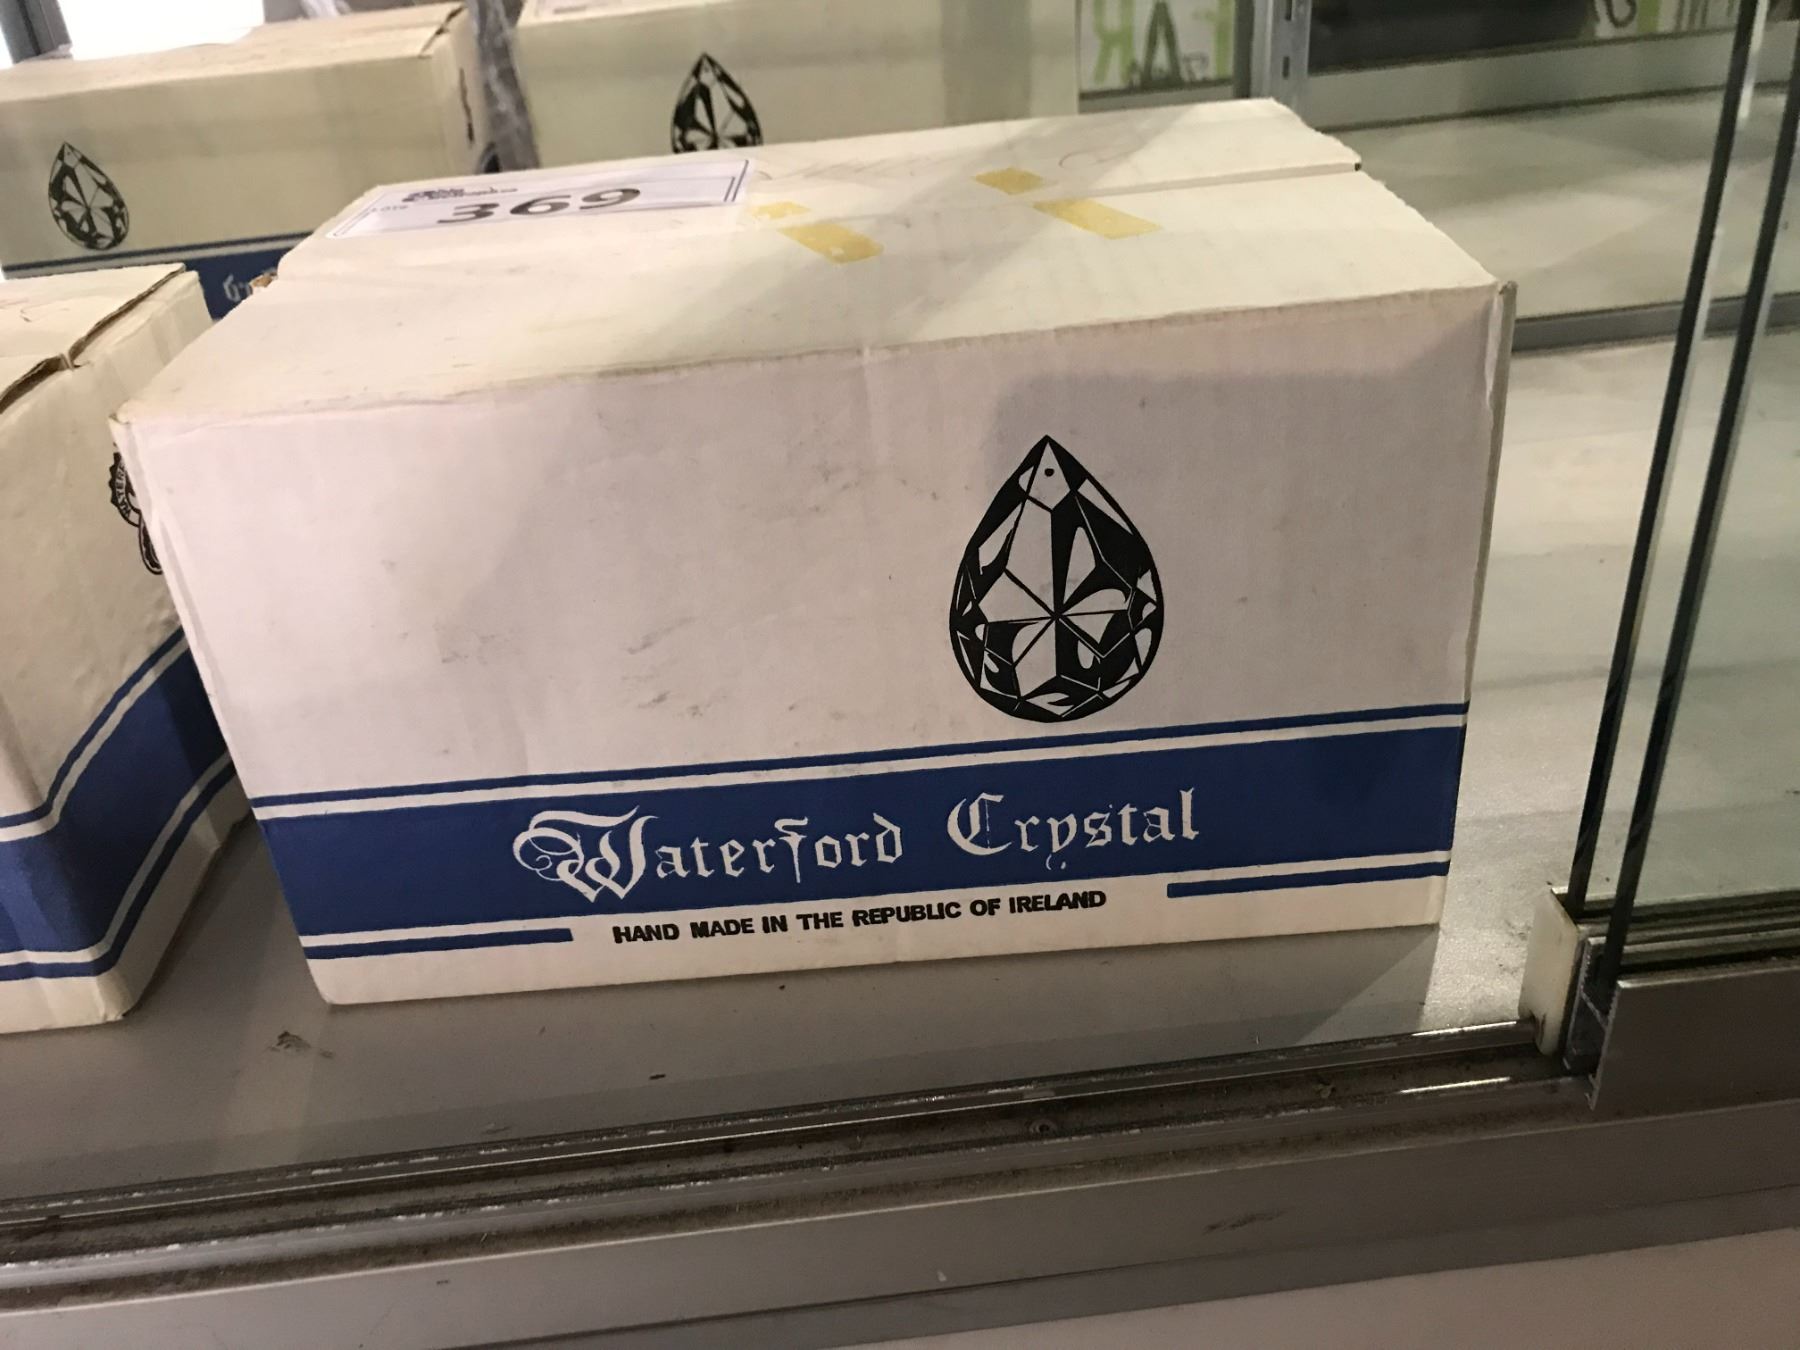 369
Waterford Crystal
HAND MADE IN THE REPUBLIC OF IRELAND